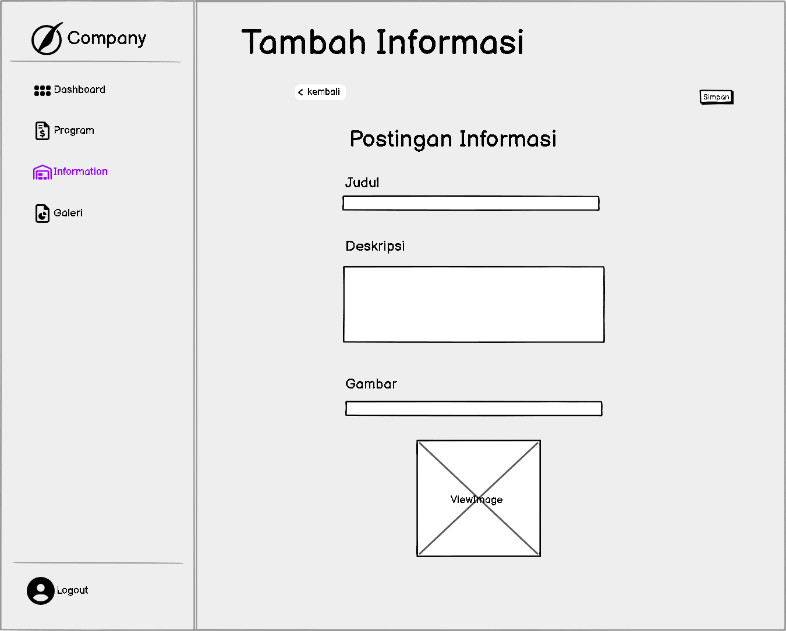 Company
Dashboard
Program
Information
Galeri
Logout
Tambah Informasi
< kembali
Simpan
Postingan Informasi
Judul
Deskripsi
Gambar
ViewImage